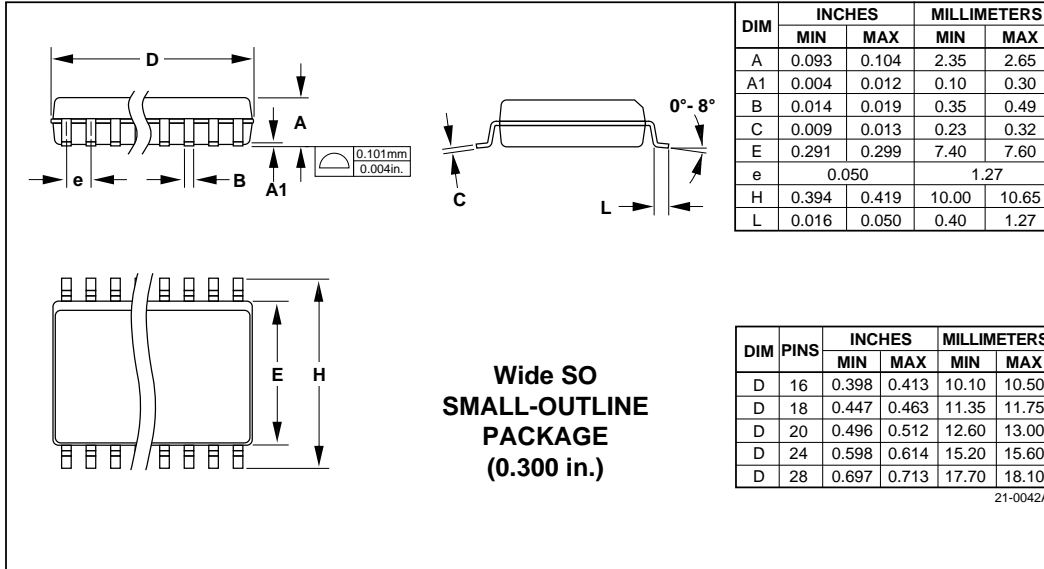 D
A
A1
e
B
0.101mm
0.004in.
C
L
0°- 8°
E
H
Wide SO
SMALL-OUTLINE
PACKAGE
(0.300 in.)
DIM INCHES MILLIMETERS
MIN MAX MIN MAX
A 0.093 0.104 2.35 2.65
A1 0.004 0.012 0.10 0.30
B 0.014 0.019 0.35 0.49
C 0.009 0.013 0.23 0.32
E 0.291 0.299 7.40 7.60
e 0.050 1.27
H 0.394 0.419 10.00 10.65
L 0.016 0.050 0.40 1.27
DIM PINS INCHES MILLIMETERS
MIN MAX MIN MAX
D 16 0.398 0.413 10.10 10.50
D 18 0.447 0.463 11.35 11.75
D 20 0.496 0.512 12.60 13.00
D 24 0.598 0.614 15.20 15.60
D 28 0.697 0.713 17.70 18.10
21-0042A